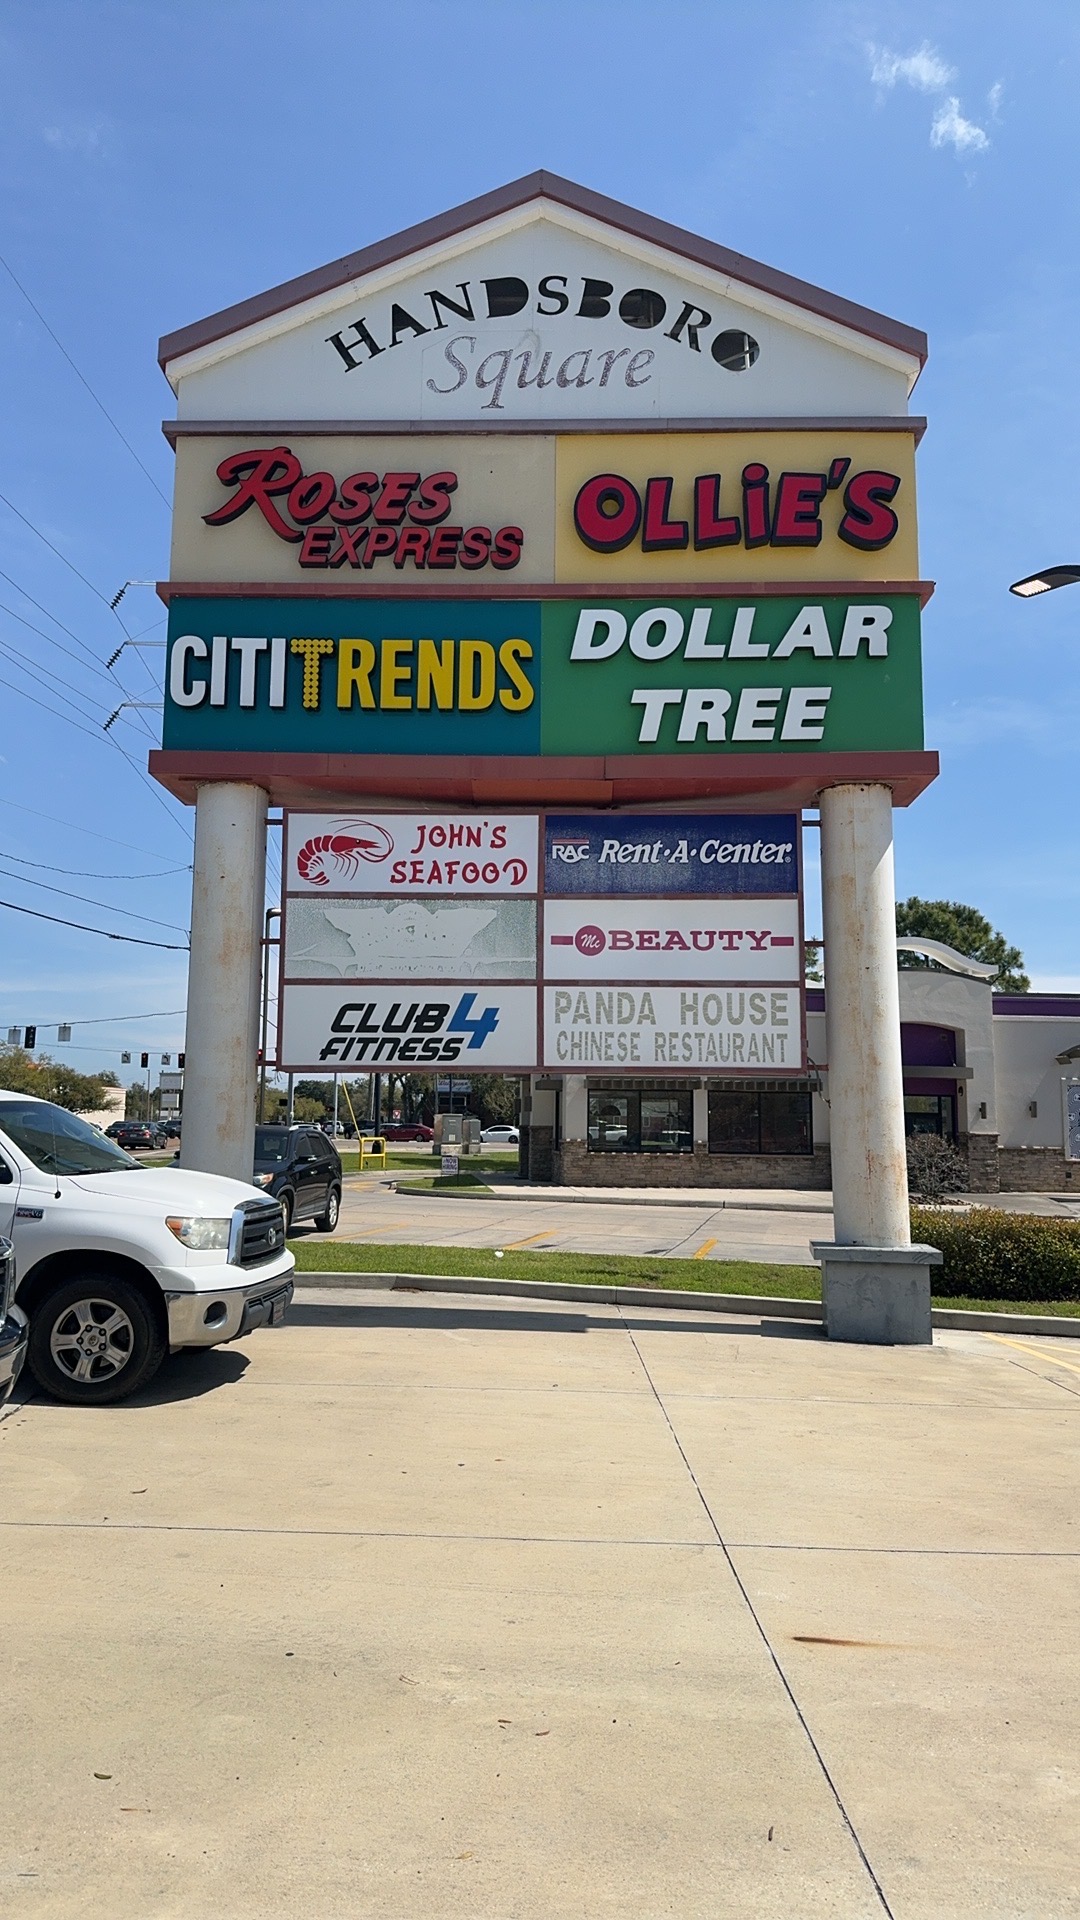 HANDSBORO
Square
ROSES
EXPRESS
OLLiE'S
CITITRENDS
DOLLAR
TREE
JOHN'S
SEAFOOD
RAC Rent·A·Center
Mc BEAUTY
CLUB 4
FITNESS
PANDA HOUSE
CHINESE RESTAURANT